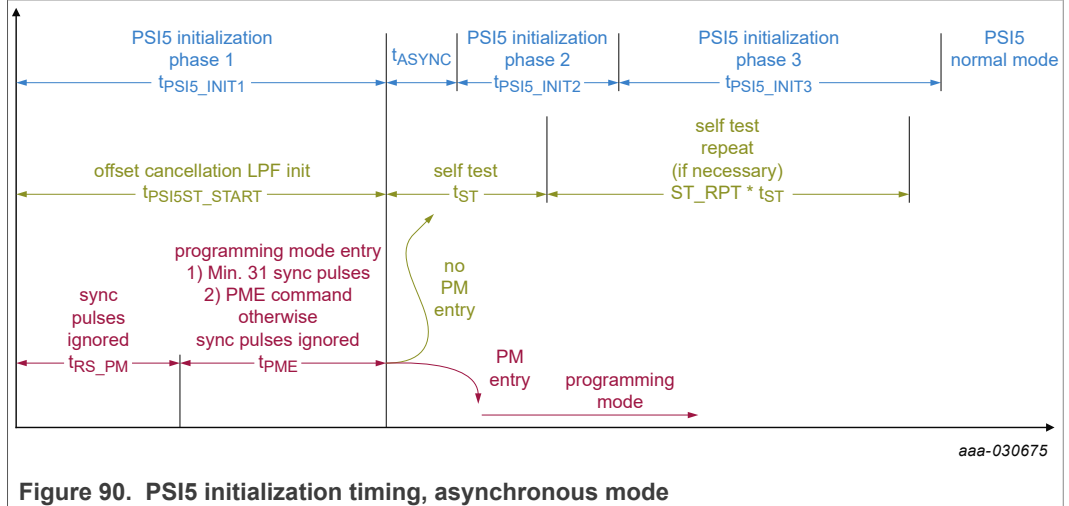 PSI5 initialization
phase 1
tPSI5_INIT1
tASYNC
PSI5 initialization
phase 2
tPSI5_INIT2
PSI5 initialization
phase 3
tPSI5_INIT3
PSI5
normal mode
offset cancellation LPF init
tPSI5ST_START
self test
tST
self test
repeat
(if necessary)
ST_RPT * tST
sync
pulses
ignored
tRS_PM
programming mode entry
1) Min. 31 sync pulses
2) PME command
otherwise
sync pulses ignored
tPME
no
PM
entry
PM
entry
programming
mode
aaa-030675
Figure 90. PSI5 initialization timing, asynchronous mode